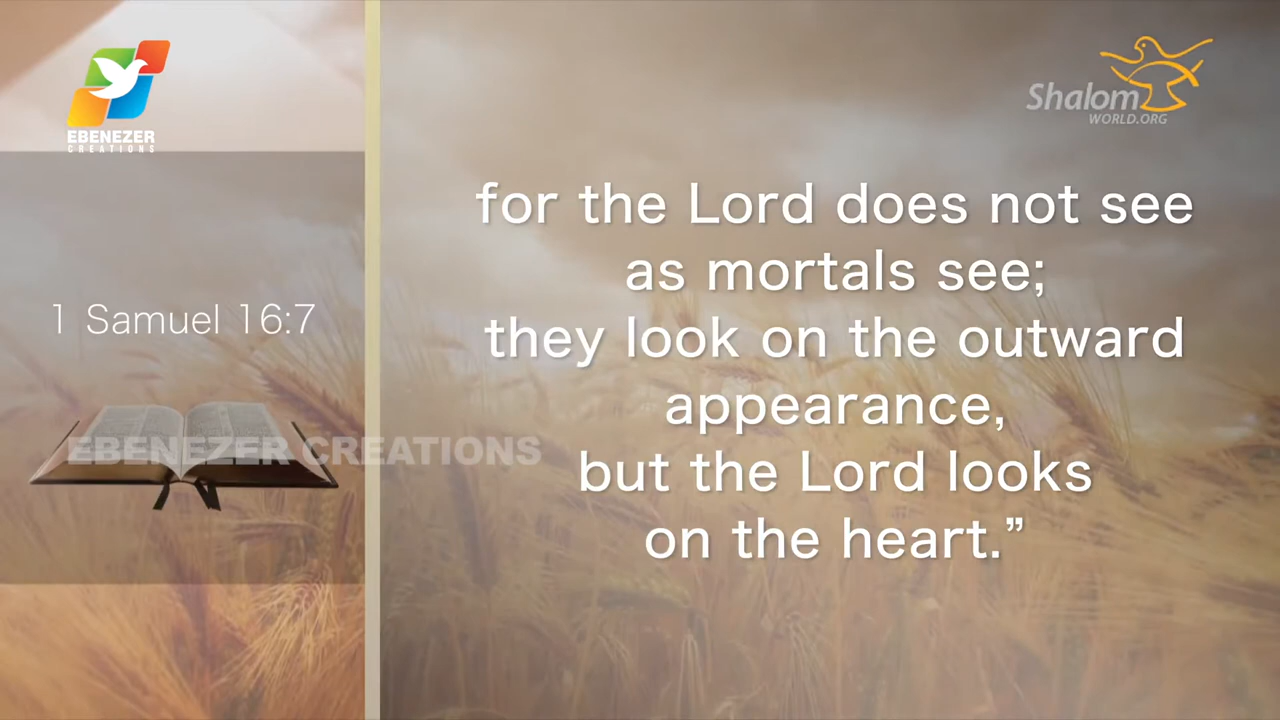 EBENEZER
CREATIONS
Shalom
WORLD.ORG
1 Samuel 16:7
EBENEZER CREATIONS
for the Lord does not see
as mortals see;
they look on the outward
appearance,
but the Lord looks
on the heart.”